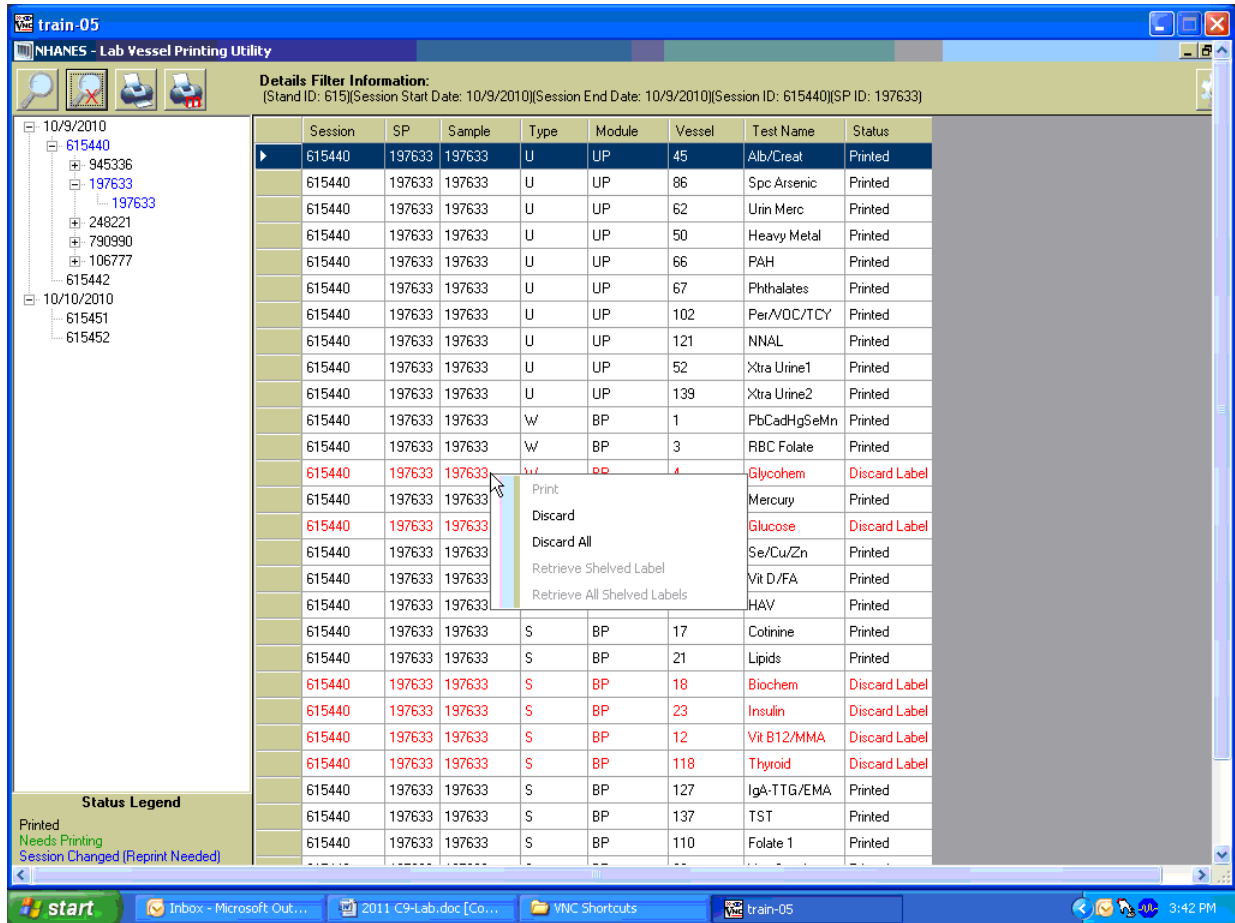 train-05
NHANES - Lab Vessel Printing Utility
Details Filter Information:
(Stand ID: 615)(Session Start Date: 10/9/2010)(Session End Date: 10/9/2010)(Session ID: 615440)(SP ID: 197633)
10/9/2010
615440
945336
197633
197633
248221
790990
106777
615442
10/10/2010
615451
615452
Session SP Sample Type Module Vessel Test Name Status
615440 197633 197633 U UP 45 Alb/Creat Printed
615440 197633 197633 U UP 86 Spc Arsenic Printed
615440 197633 197633 U UP 62 Urin Merc Printed
615440 197633 197633 U UP 50 Heavy Metal Printed
615440 197633 197633 U UP 66 PAH Printed
615440 197633 197633 U UP 67 Phthalates Printed
615440 197633 197633 U UP 102 Per/VOC/TCY Printed
615440 197633 197633 U UP 121 NNAL Printed
615440 197633 197633 U UP 52 Xtra Urine1 Printed
615440 197633 197633 U UP 139 Xtra Urine2 Printed
615440 197633 197633 W BP 1 PbCadHgSeMn Printed
615440 197633 197633 W BP 3 RBC Folate Printed
615440 197633 197633 W BP 4 Glycohem Discard Label
615440 197633 197633 Mercury Printed
615440 197633 197633 Glucose Discard Label
615440 197633 197633 Se/Cu/Zn Printed
615440 197633 197633 Vit D/FA Printed
615440 197633 197633 HAV Printed
615440 197633 197633 S BP 17 Cotinine Printed
615440 197633 197633 S BP 21 Lipids Printed
615440 197633 197633 S BP 18 Biochem Discard Label
615440 197633 197633 S BP 23 Insulin Discard Label
615440 197633 197633 S BP 12 Vit B12/MMA Discard Label
615440 197633 197633 S BP 118 Thyroid Discard Label
615440 197633 197633 S BP 127 IgA-TTG/EMA Printed
615440 197633 197633 S BP 137 TST Printed
615440 197633 197633 S BP 110 Folate 1 Printed
Print
Discard
Discard All
Retrieve Shelved Label
Retrieve All Shelved Labels
Status Legend
Printed
Needs Printing
Session Changed (Reprint Needed)
start
Inbox - Microsoft Out...
2011 C9-Lab.doc [Co...
VNC Shortcuts
train-05
3:42 PM